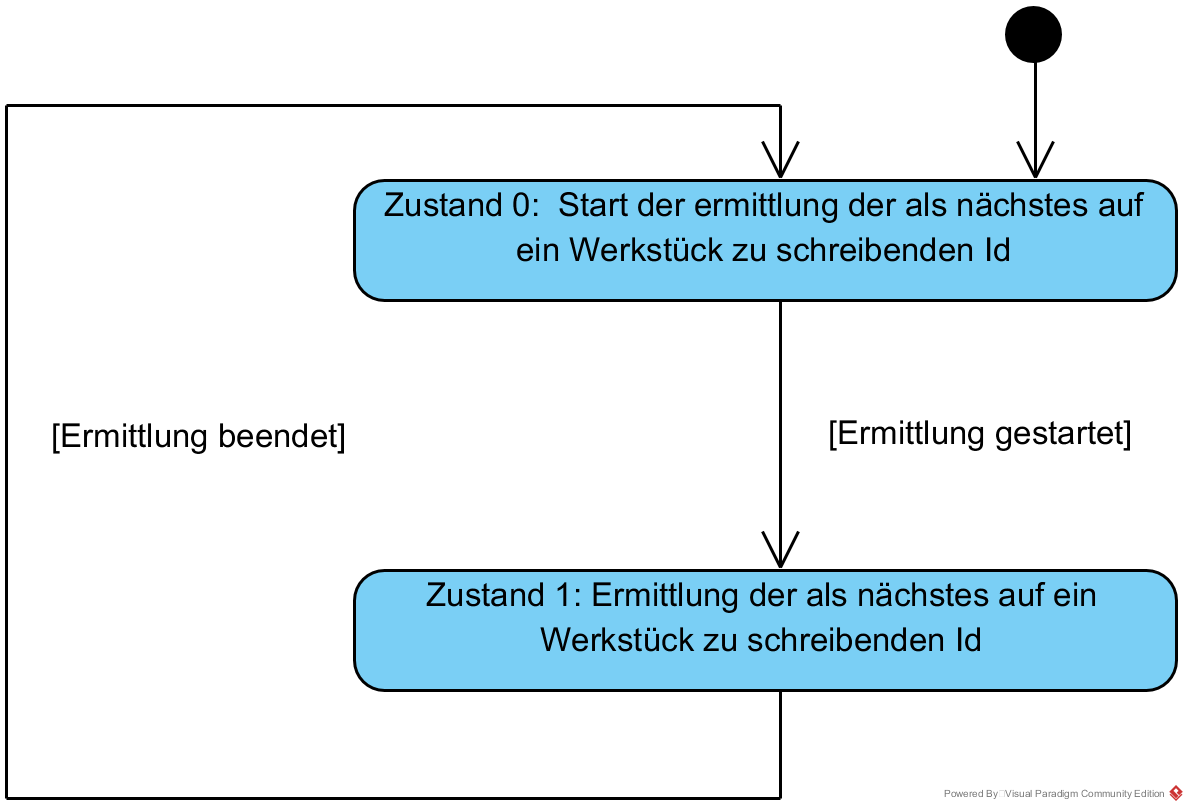 Zustand 0:  Start der ermittlung der als nächstes auf
ein Werkstück zu schreibenden Id
[Ermittlung beendet]
[Ermittlung gestartet]
Zustand 1: Ermittlung der als nächstes auf ein
Werkstück zu schreibenden Id
Powered By Visual Paradigm Community Edition